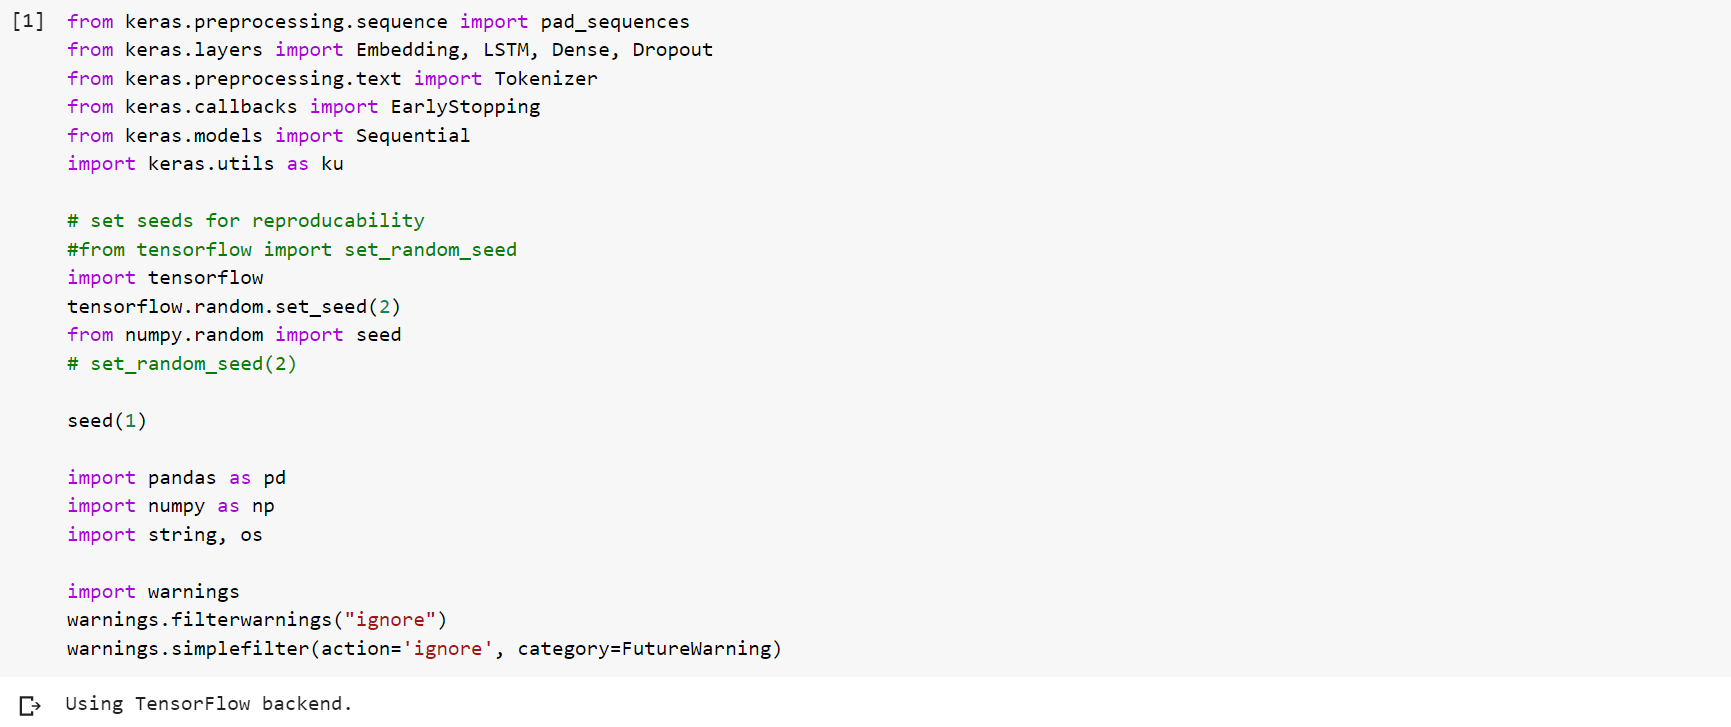 [1] from keras.preprocessing.sequence import pad_sequences
from keras.layers import Embedding, LSTM, Dense, Dropout
from keras.preprocessing.text import Tokenizer
from keras.callbacks import EarlyStopping
from keras.models import Sequential
import keras.utils as ku
# set seeds for reproducability
#from tensorflow import set_random_seed
import tensorflow
tensorflow.random.set_seed(2)
from numpy.random import seed
# set_random_seed(2)
seed(1)
import pandas as pd
import numpy as np
import string, os
import warnings
warnings.filterwarnings("ignore")
warnings.simplefilter(action='ignore', category=FutureWarning)
Using TensorFlow backend.